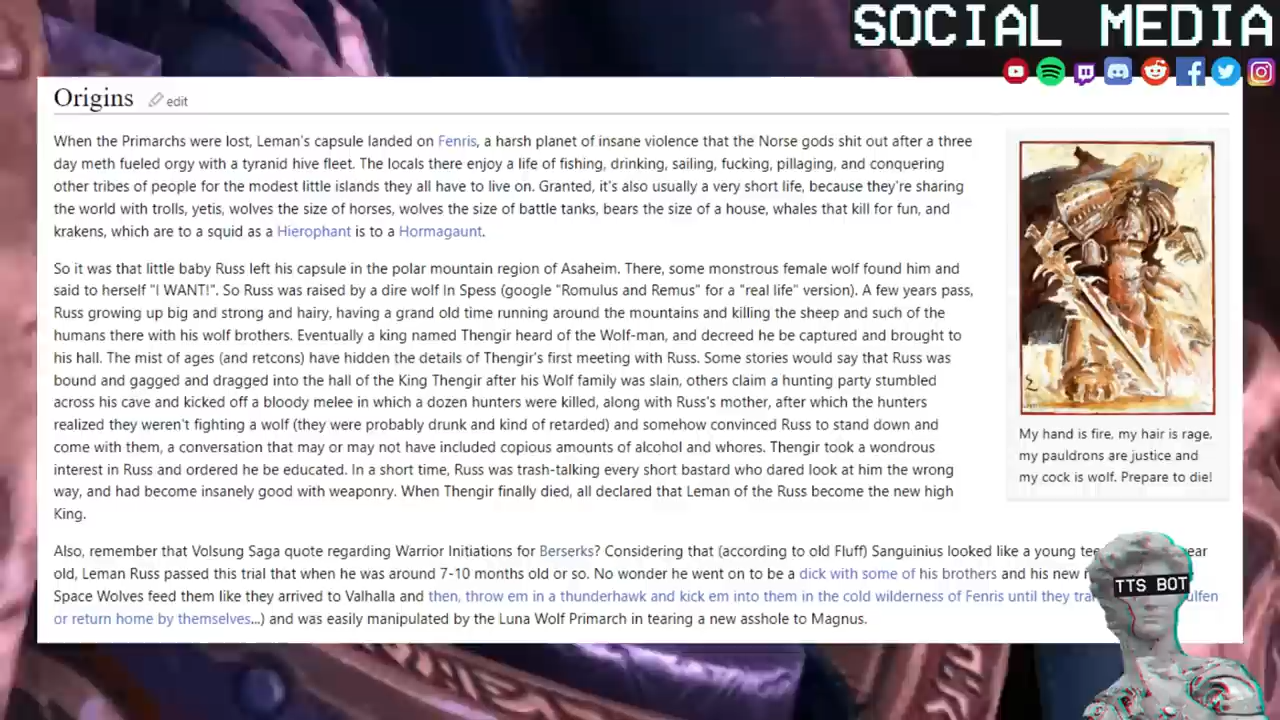 SOCIAL MEDIA
Origins
edit
When the Primarchs were lost, Leman's capsule landed on Fenris, a harsh planet of insane violence that the Norse gods shit out after a three
day meth fueled orgy with a tyranid hive fleet. The locals there enjoy a life of fishing, drinking, sailing, fucking, pillaging, and conquering
other tribes of people for the modest little islands they all have to live on. Granted, it's also usually a very short life, because they're sharing
the world with trolls, yetis, wolves the size of horses, wolves the size of battle tanks, bears the size of a house, whales that kill for fun, and
krakens, which are to a squid as a Hierophant is to a Hormagaunt.
So it was that little baby Russ left his capsule in the polar mountain region of Asaheim. There, some monstrous female wolf found him and
said to herself "I WANT!". So Russ was raised by a dire wolf In Spess (google "Romulus and Remus" for a "real life" version). A few years pass,
Russ growing up big and strong and hairy, having a grand old time running around the mountains and killing the sheep and such of the
humans there with his wolf brothers. Eventually a king named Thengir heard of the Wolf-man, and decreed he be captured and brought to
his hall. The mist of ages (and retcons) have hidden the details of Thengir's first meeting with Russ. Some stories would say that Russ was
bound and gagged and dragged into the hall of the King Thengir after his Wolf family was slain, others claim a hunting party stumbled
across his cave and kicked off a bloody melee in which a dozen hunters were killed, along with Russ's mother, after which the hunters
realized they weren't fighting a wolf (they were probably drunk and kind of retarded) and somehow convinced Russ to stand down and
come with them, a conversation that may or may not have included copious amounts of alcohol and whores. Thengir took a wondrous
interest in Russ and ordered he be educated. In a short time, Russ was trash-talking every short bastard who dared look at him the wrong
way, and had become insanely good with weaponry. When Thengir finally died, all declared that Leman of the Russ become the new high
King.
My hand is fire, my hair is rage,
my pauldrons are justice and
my cock is wolf. Prepare to die!
Also, remember that Volsung Saga quote regarding Warrior Initiations for Berserks? Considering that (according to old Fluff) Sanguinius looked like a young
old, Leman Russ passed this trial that when he was around 7-10 months old or so. No wonder he went on to be a dick with some of his brothers and his new
Space Wolves feed them like they arrived to Valhalla and then, throw em in a thunderhawk and kick em into them in the cold wilderness of Fenris until they
or return home by themselves...) and was easily manipulated by the Luna Wolf Primarch in tearing a new asshole to Magnus.
TTS BOT